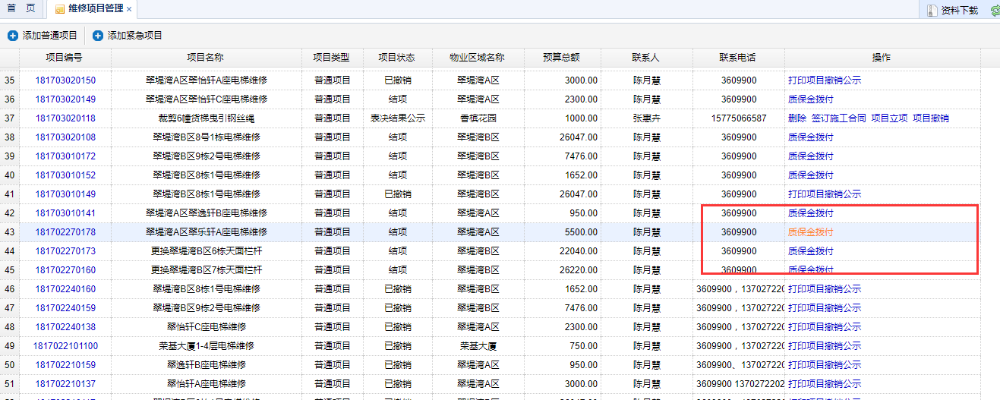 首 页 维修项目管理 × 资料下载
添加普通项目 添加紧急项目
项目编号 项目名称 项目类型 项目状态 物业区域名称 预算总额 联系人 联系电话 操作
35 181703020150 翠堤湾A区翠怡轩A座电梯维修 普通项目 已撤销 翠堤湾A区 3000.00 陈月慧 3609900 打印项目撤销公示
36 181703020149 翠堤湾A区翠怡轩C座电梯维修 普通项目 结项 翠堤湾A区 2300.00 陈月慧 3609900 质保金拨付
37 181703020118 裁剪6幢货梯曳引钢丝绳 普通项目 表决结果公示 香槟花园 1000.00 张惠卉 15775066587 删除 签订施工合同 项目立项 项目撤销
38 181703020108 翠堤湾B区8号1栋电梯维修 普通项目 结项 翠堤湾B区 26047.00 陈月慧 3609900 质保金拨付
39 181703010172 翠堤湾B区9栋2号电梯维修 普通项目 结项 翠堤湾B区 7476.00 陈月慧 3609900 质保金拨付
40 181703010152 翠堤湾B区8栋1号电梯维修 普通项目 结项 翠堤湾B区 1652.00 陈月慧 3609900 质保金拨付
41 181703010149 翠堤湾B区8栋1号电梯维修 普通项目 已撤销 翠堤湾B区 26047.00 陈月慧 3609900 打印项目撤销公示
42 181703010141 翠堤湾A区翠逸轩B座电梯维修 普通项目 结项 翠堤湾A区 950.00 陈月慧 3609900 质保金拨付
43 181702270178 翠堤湾A区翠乐轩A座电梯维修 普通项目 结项 翠堤湾A区 5500.00 陈月慧 3609900 质保金拨付
44 181702270173 更换翠堤湾B区6栋天面栏杆 普通项目 结项 翠堤湾B区 22040.00 陈月慧 3609900 质保金拨付
45 181702270160 更换翠堤湾B区7栋天面栏杆 普通项目 结项 翠堤湾B区 26220.00 陈月慧 3609900 质保金拨付
46 181702240160 翠堤湾B区8栋1号电梯维修 普通项目 已撤销 翠堤湾B区 1652.00 陈月慧 3609900，137027220 打印项目撤销公示
47 181702240159 翠堤湾B区9栋2号电梯维修 普通项目 已撤销 翠堤湾B区 7476.00 陈月慧 3609900，137027220 打印项目撤销公示
48 181702240138 翠怡轩C座电梯维修 普通项目 已撤销 翠堤湾A区 2300.00 陈月慧 3609900，137027220 打印项目撤销公示
49 1817022101100 荣基大厦1-4层电梯维修 普通项目 已撤销 荣基大厦 750.00 陈月慧 3609900，137027220 打印项目撤销公示
50 181702210159 翠逸轩B座电梯维修 普通项目 已撤销 翠堤湾A区 950.00 陈月慧 3609900、137027220 打印项目撤销公示
51 181702210137 翠怡轩A座电梯维修 普通项目 已撤销 翠堤湾A区 3000.00 陈月慧 3609900 1370272202 打印项目撤销公示